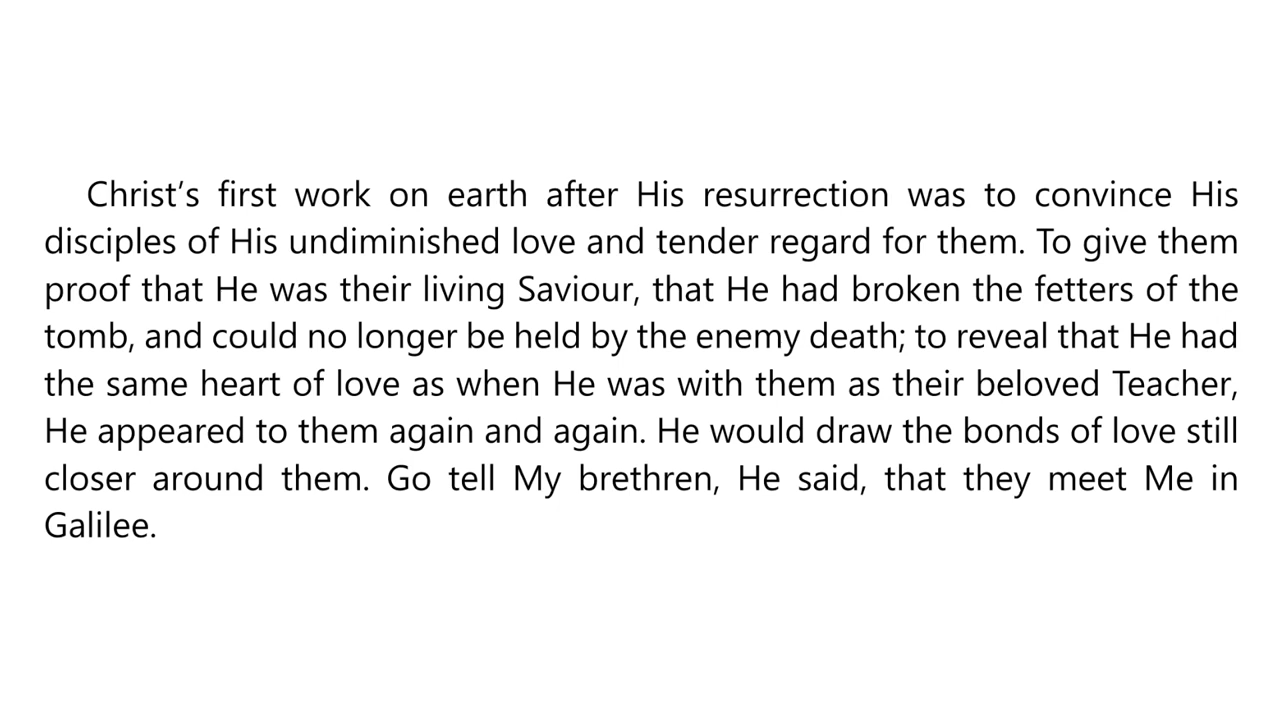 Christ’s first work on earth after His resurrection was to convince His
disciples of His undiminished love and tender regard for them. To give them
proof that He was their living Saviour, that He had broken the fetters of the
tomb, and could no longer be held by the enemy death; to reveal that He had
the same heart of love as when He was with them as their beloved Teacher,
He appeared to them again and again. He would draw the bonds of love still
closer around them. Go tell My brethren, He said, that they meet Me in
Galilee.